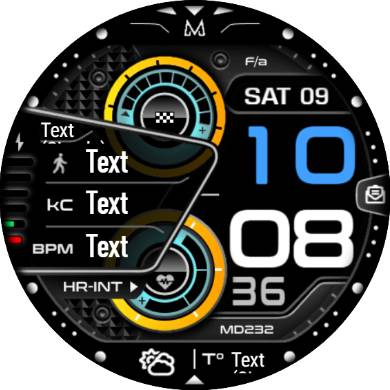 M
F/a
SAT 09
10
Text
Text
kC Text
08
BPM Text
HR-INT
36
MD232
T° Text